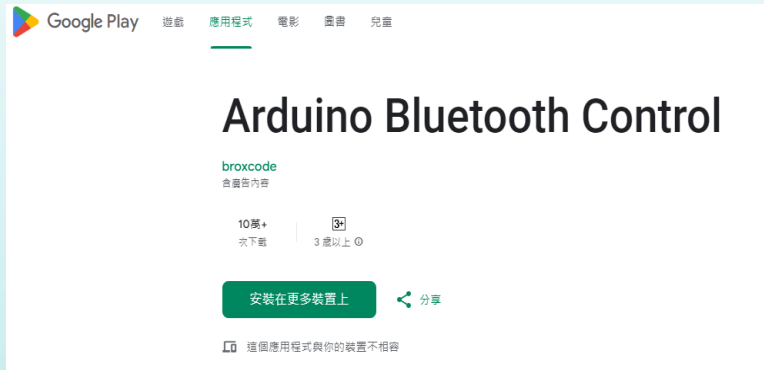 Google Play 遊戲 應用程式 電影 圖書 兒童
Arduino Bluetooth Control
broxcode
含廣告內容
10萬+ 3+
次下載 3 歲以上
安裝在更多裝置上 分享
這個應用程式與你的裝置不相容